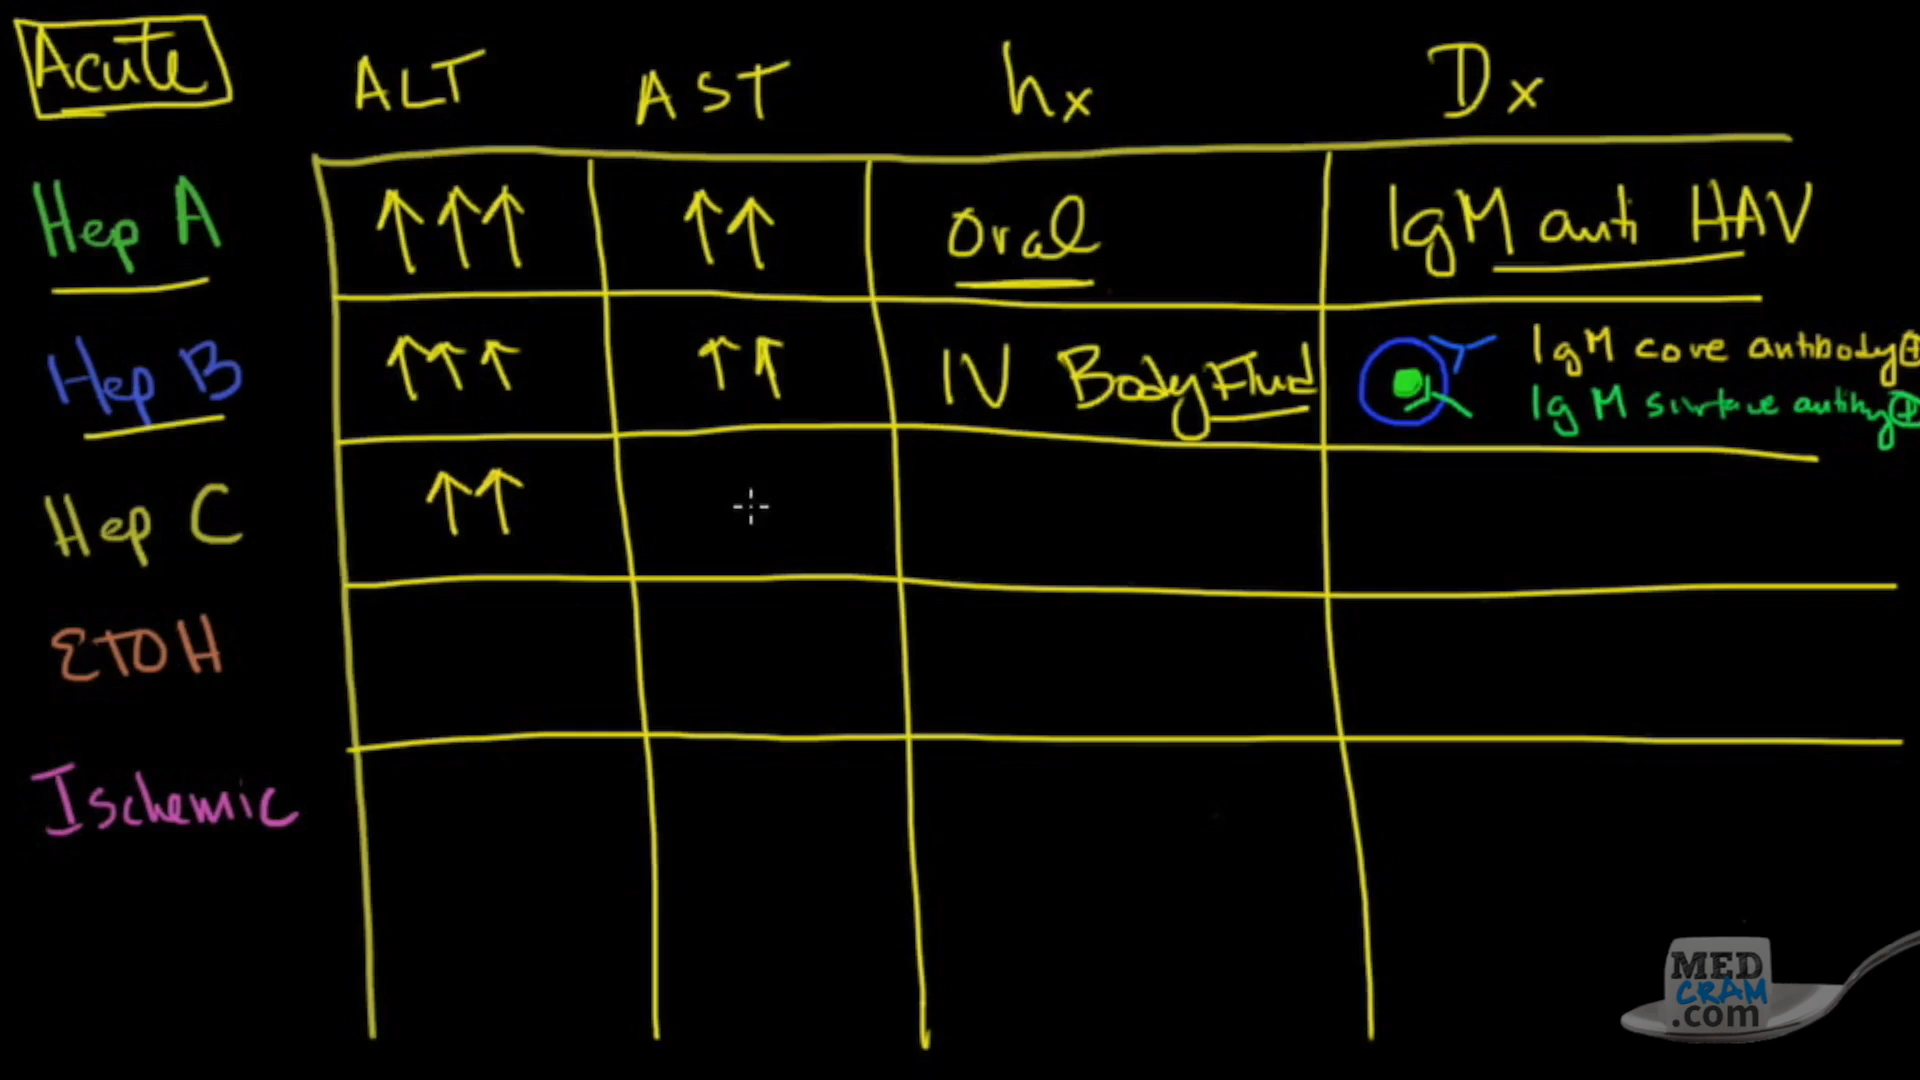 Acute ALT AST hx Dx
Hep A ↑↑↑ ↑↑ Oral IgM anti HAV
Hep B ↑↑↑ ↑↑ IV Body Fluid IgM core antibody +
IgM surface antibody +
Hep C ↑↑
ETOH
Ischemic
MED
CRAM
.com